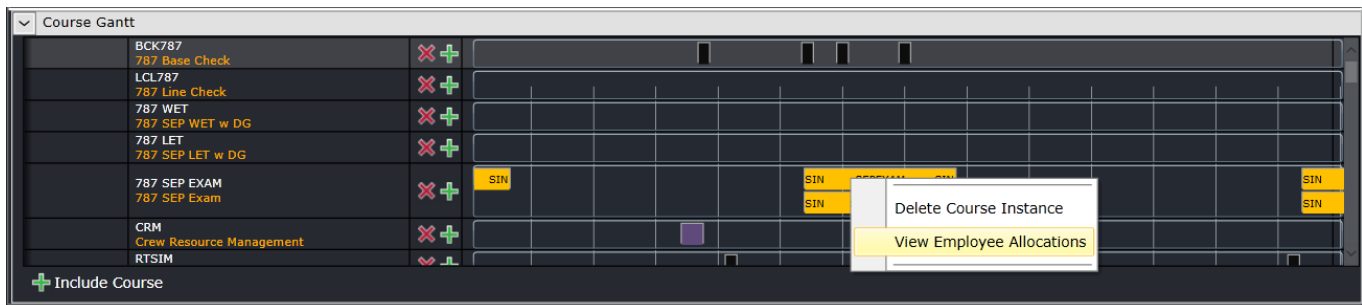 Course Gantt
BCK787
787 Base Check
LCL787
787 Line Check
787 WET
787 SEP WET w DG
787 LET
787 SEP LET w DG
787 SEP EXAM
787 SEP Exam
SIN
SIN
SIN
SIN
SIN
SIN
Delete Course Instance
View Employee Allocations
CRM
Crew Resource Management
RTSIM
Include Course